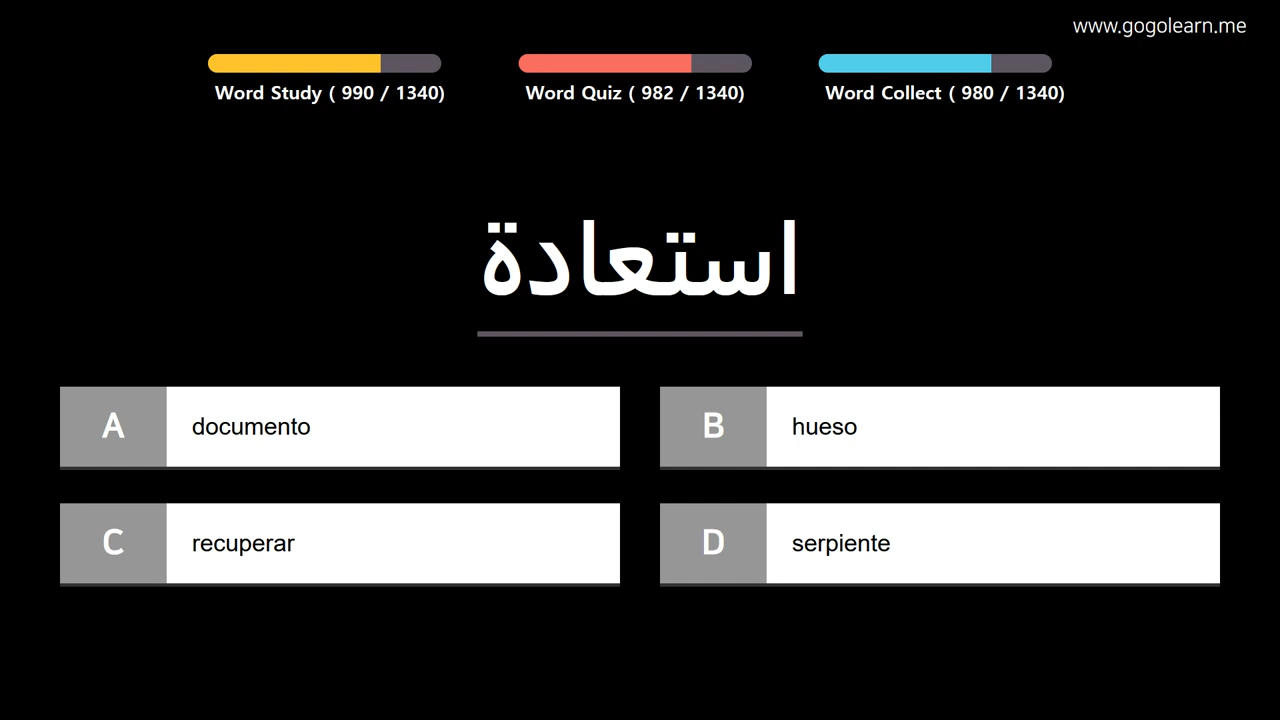 www.gogolearn.me
Word Study ( 990 / 1340)
Word Quiz ( 982 / 1340)
Word Collect ( 980 / 1340)
استعادة
A documento
B hueso
C recuperar
D serpiente